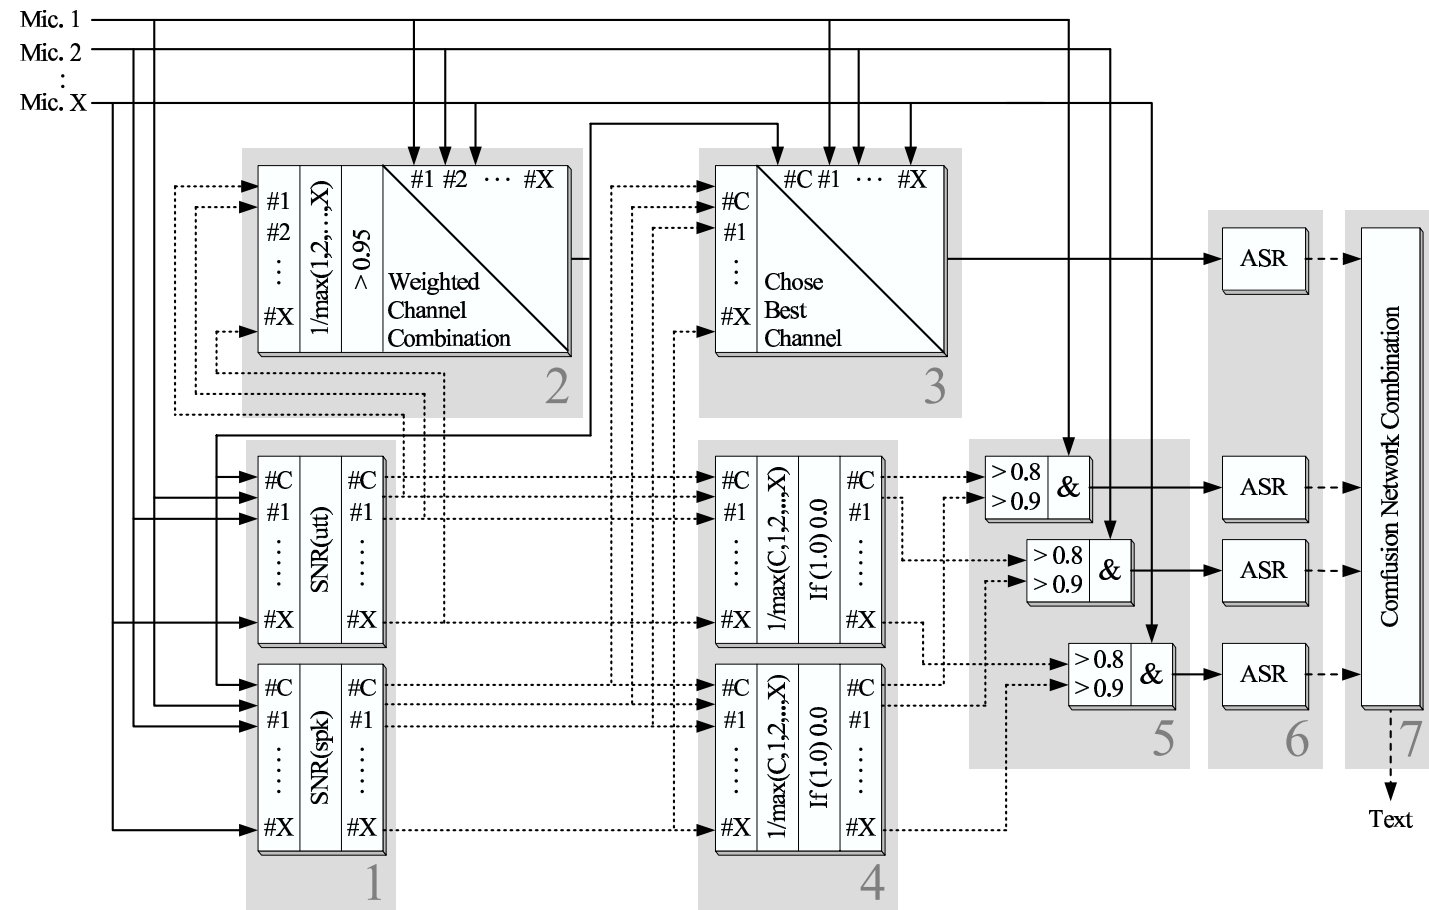 Mic. 1
Mic. 2
⋮
Mic. X
#1
#2
⋮
#X
1/max(1,2,...,X)
> 0.95
#1 #2 ··· #X
Weighted
Channel
Combination
2
#C
#1
⋮
#X
#C #1 ··· #X
Chose
Best
Channel
3
#C
#1
⋮
#X
SNR(utt)
#C
#1
⋮
#X
#C
#1
⋮
#X
SNR(spk)
#C
#1
⋮
#X
1
#C
#1
⋮
#X
1/max(C,1,2,...,X)
If (1.0) 0.0
#C
#1
⋮
#X
#C
#1
⋮
#X
1/max(C,1,2,...,X)
If (1.0) 0.0
#C
#1
⋮
#X
4
> 0.8
> 0.9
&
> 0.8
> 0.9
&
> 0.8
> 0.9
&
5
ASR
ASR
ASR
ASR
6
Comfusion Network Combination
7
Text